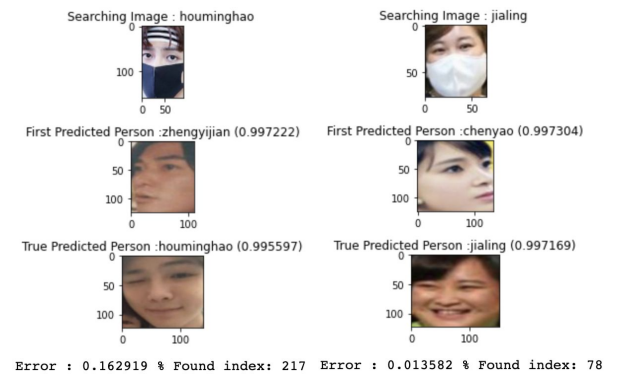 Searching Image : houminghao
0
100
0 50
First Predicted Person :zhengyijian (0.997222)
0
50
100
0 100
True Predicted Person :houminghao (0.995597)
0
50
100
0 100
Error : 0.162919 % Found index: 217
Searching Image : jialing
0
50
0 50
First Predicted Person :chenyao (0.997304)
0
50
100
0 100
True Predicted Person :jialing (0.997169)
0
50
100
0 100
Error : 0.013582 % Found index: 78